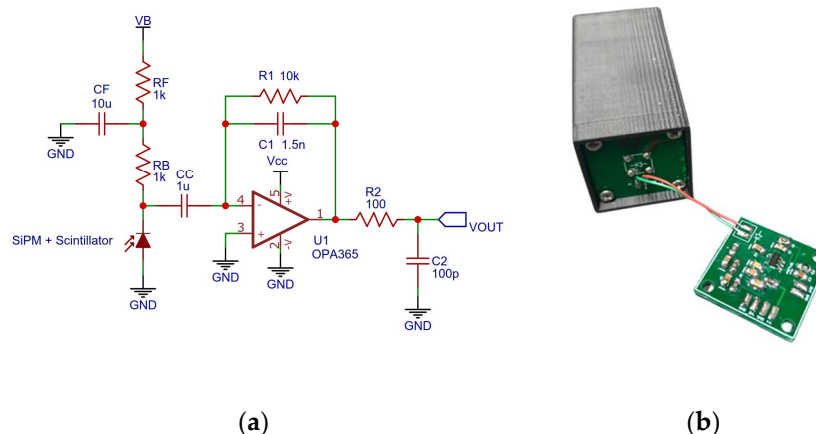 VB
RF
1k
CF
10u
GND
RB
1k
CC
1u
SiPM + Scintillator
GND
R1 10k
C1 1.5n
Vcc
5
+V
4
-
3
+
1
2
-V
U1
OPA365
GND
GND
R2
100
VOUT
C2
100p
GND
(a)
(b)